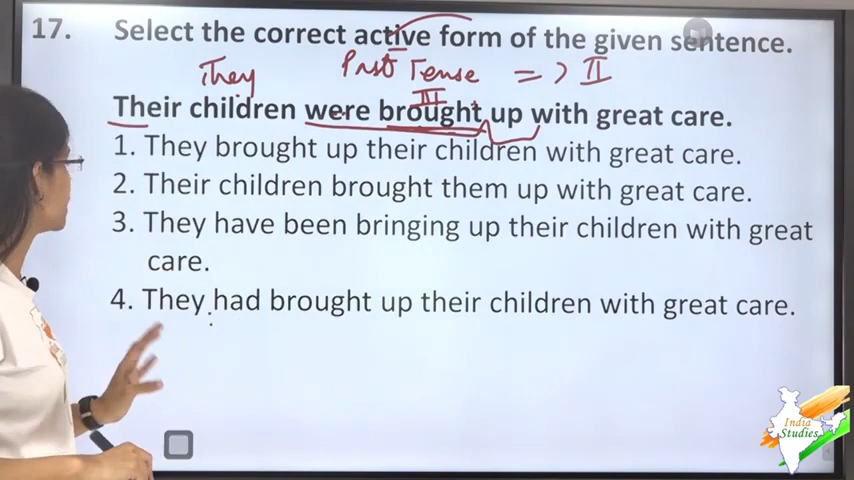 17. Select the correct active form of the given sentence.
They Past Tense => II
III
Their children were brought up with great care.
1. They brought up their children with great care.
2. Their children brought them up with great care.
3. They have been bringing up their children with great
care.
4. They had brought up their children with great care.
India
Studies